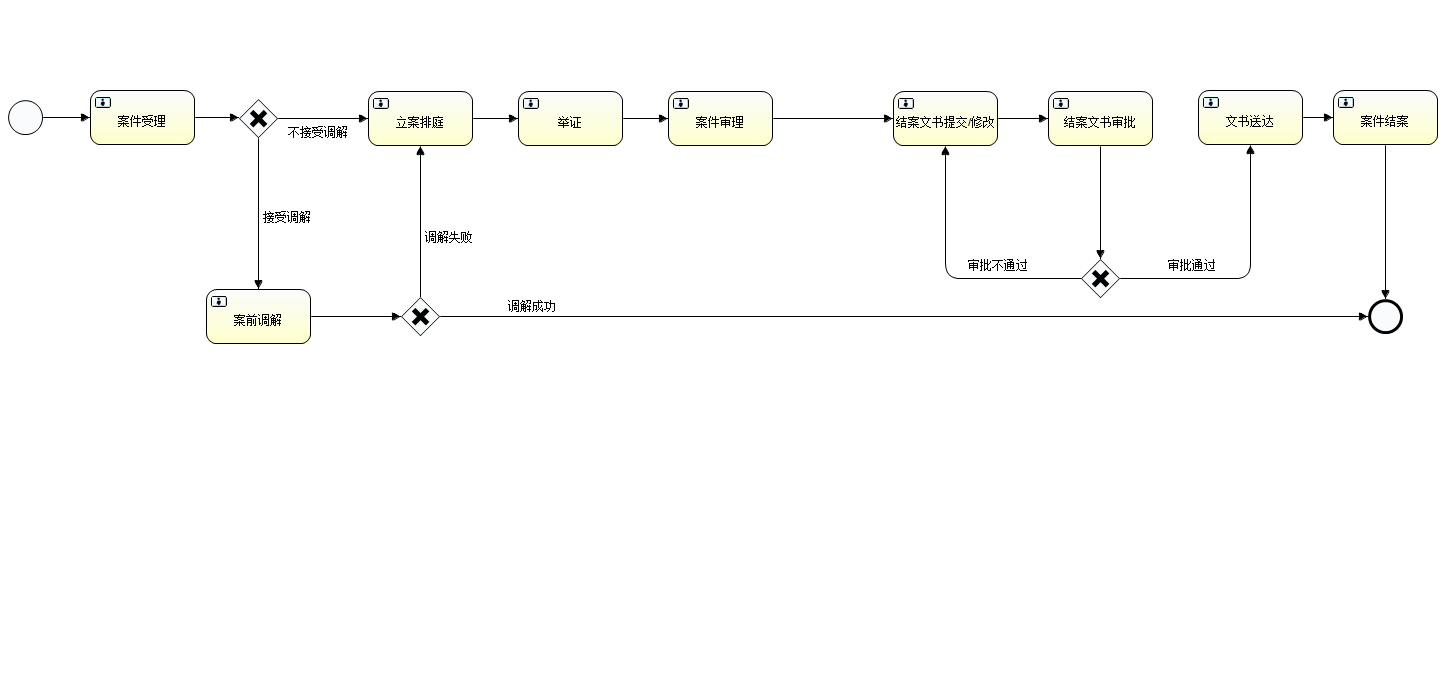 案件受理
不接受调解
立案排庭
举证
案件审理
结案文书提交/修改
结案文书审批
文书送达
案件结案
接受调解
调解失败
审批不通过
审批通过
案前调解
调解成功